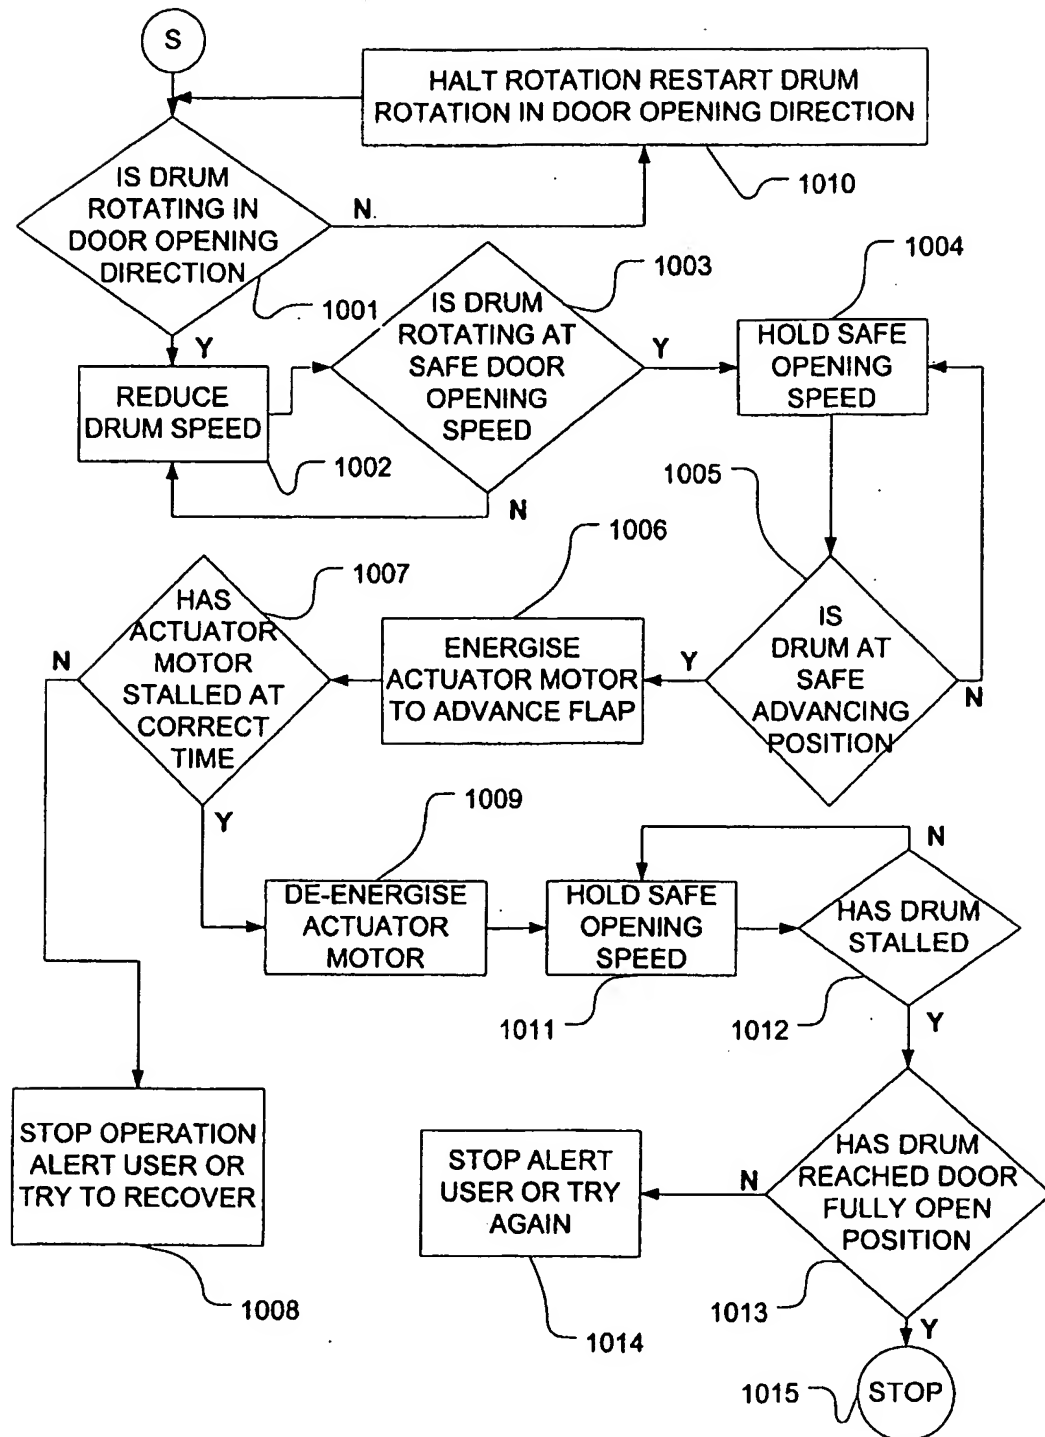 S
HALT ROTATION RESTART DRUM
ROTATION IN DOOR OPENING DIRECTION
1010
IS DRUM
ROTATING IN
DOOR OPENING
DIRECTION
N
1001
Y
1003
IS DRUM
ROTATING AT
SAFE DOOR
OPENING
SPEED
Y
N
1004
HOLD SAFE
OPENING
SPEED
REDUCE
DRUM SPEED
1002
1005
IS
DRUM AT
SAFE
ADVANCING
POSITION
Y
N
1006
ENERGISE
ACTUATOR MOTOR
TO ADVANCE FLAP
1007
HAS
ACTUATOR
MOTOR
STALLED AT
CORRECT
TIME
N
Y
1009
DE-ENERGISE
ACTUATOR
MOTOR
HOLD SAFE
OPENING
SPEED
1011
N
HAS DRUM
STALLED
1012
Y
STOP OPERATION
ALERT USER OR
TRY TO RECOVER
1008
STOP ALERT
USER OR TRY
AGAIN
1014
N
HAS DRUM
REACHED DOOR
FULLY OPEN
POSITION
1013
Y
1015
STOP